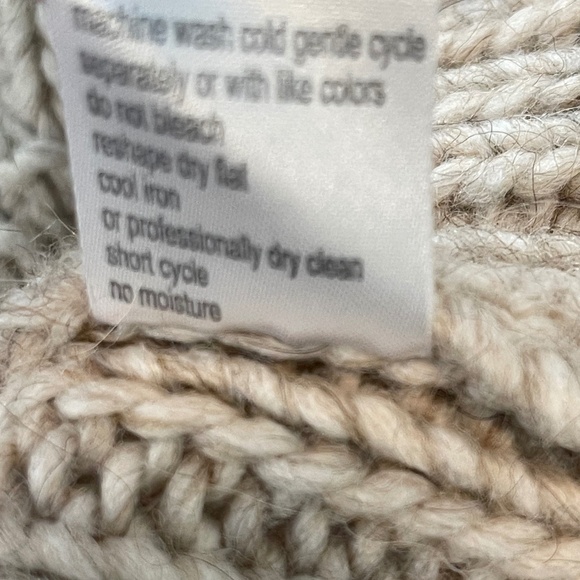 machine wash cold gentle cycle
separately or with like colors
do not bleach
reshape dry flat
cool iron
or professionally dry clean
short cycle
no moisture